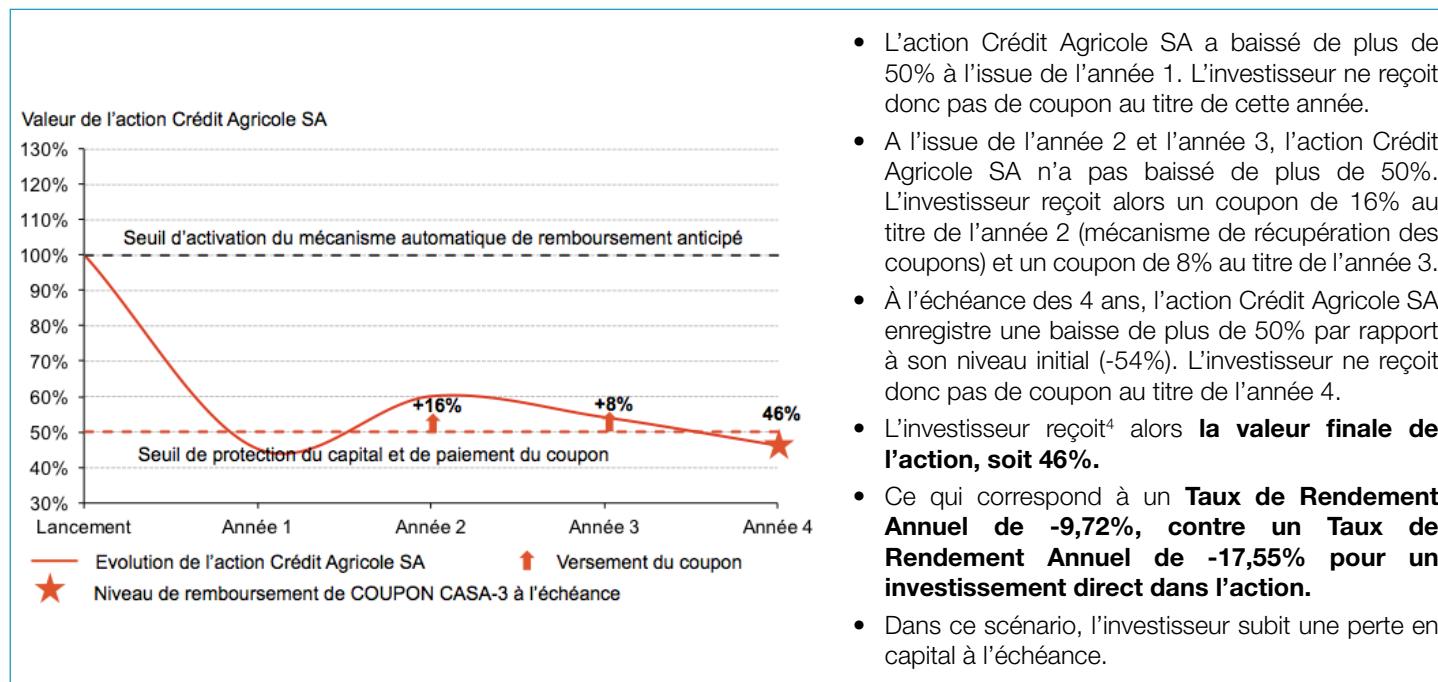 Valeur de l'action Crédit Agricole SA
130%
120%
110%
Seuil d'activation du mécanisme automatique de remboursement anticipé
100%
90%
80%
70%
60%
+16%
+8%
46%
50%
Seuil de protection du capital et de paiement du coupon
40%
30%
Lancement Année 1 Année 2 Année 3 Année 4
Evolution de l'action Crédit Agricole SA Versement du coupon
Niveau de remboursement de COUPON CASA-3 à l'échéance
• L'action Crédit Agricole SA a baissé de plus de
50% à l'issue de l'année 1. L'investisseur ne reçoit
donc pas de coupon au titre de cette année.
• A l'issue de l'année 2 et l'année 3, l'action Crédit
Agricole SA n'a pas baissé de plus de 50%.
L'investisseur reçoit alors un coupon de 16% au
titre de l'année 2 (mécanisme de récupération des
coupons) et un coupon de 8% au titre de l'année 3.
• À l'échéance des 4 ans, l'action Crédit Agricole SA
enregistre une baisse de plus de 50% par rapport
à son niveau initial (-54%). L'investisseur ne reçoit
donc pas de coupon au titre de l'année 4.
• L'investisseur reçoit⁴ alors la valeur finale de
l'action, soit 46%.
• Ce qui correspond à un Taux de Rendement
Annuel de -9,72%, contre un Taux de
Rendement Annuel de -17,55% pour un
investissement direct dans l'action.
• Dans ce scénario, l'investisseur subit une perte en
capital à l'échéance.